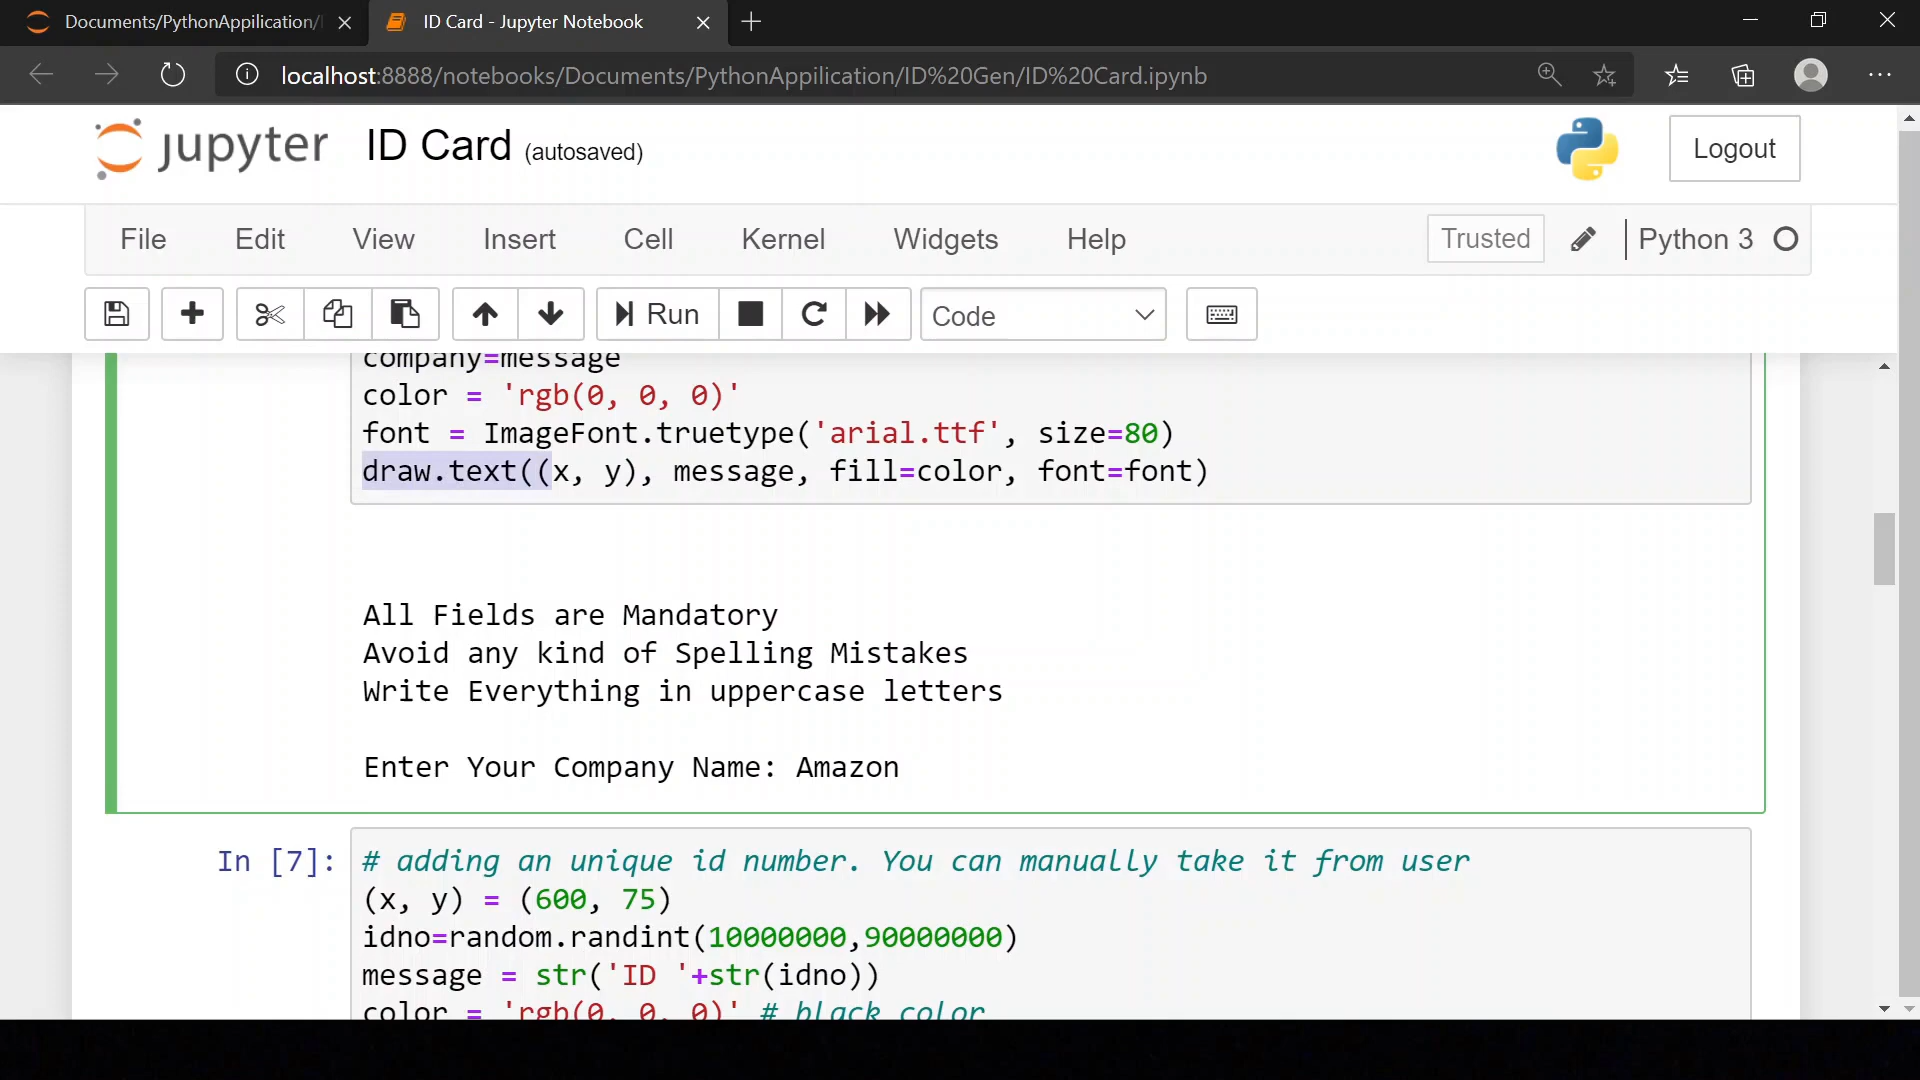 Documents/PythonAppilication/I
ID Card - Jupyter Notebook
localhost:8888/notebooks/Documents/PythonAppilication/ID%20Gen/ID%20Card.ipynb
jupyter ID Card (autosaved)
Logout
File Edit View Insert Cell Kernel Widgets Help Trusted Python 3
Run Code
company=message
color = 'rgb(0, 0, 0)'
font = ImageFont.truetype('arial.ttf', size=80)
draw.text((x, y), message, fill=color, font=font)
All Fields are Mandatory
Avoid any kind of Spelling Mistakes
Write Everything in uppercase letters
Enter Your Company Name: Amazon
In [7]: # adding an unique id number. You can manually take it from user
(x, y) = (600, 75)
idno=random.randint(10000000,90000000)
message = str('ID '+str(idno))
color = 'rgb(0, 0, 0)' # black color